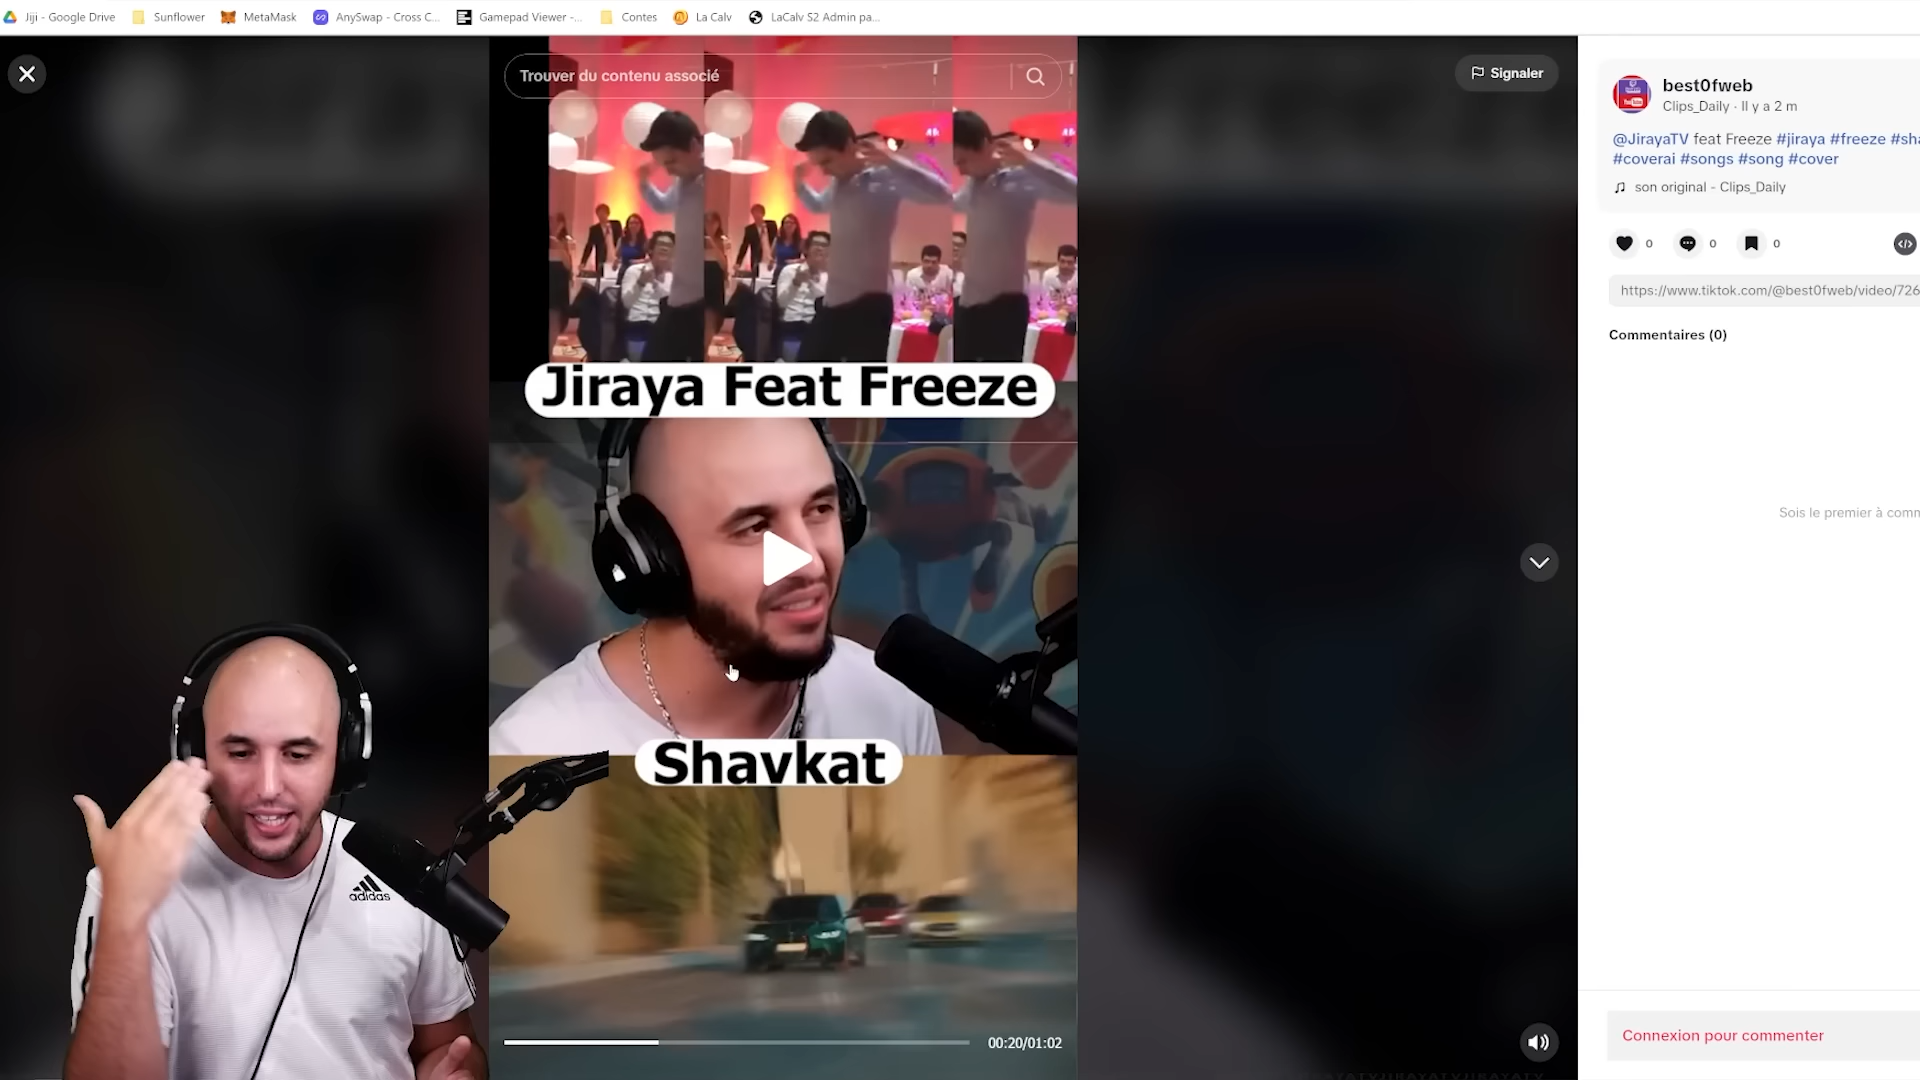 Jiji - Google Drive
Sunflower
MetaMask
AnySwap - Cross C...
Gamepad Viewer -...
Contes
La Calv
LaCalv S2 Admin pa...
Trouver du contenu associé
Signaler
best0fweb
Clips_Daily · Il y a 2 m
@JirayaTV feat Freeze #jiraya #freeze #sha
#coverai #songs #song #cover
son original - Clips_Daily
0
0
0
https://www.tiktok.com/@best0fweb/video/726
Commentaires (0)
Jiraya Feat Freeze
Sois le premier à comm
Shavkat
adidas
00:20/01:02
Connexion pour commenter